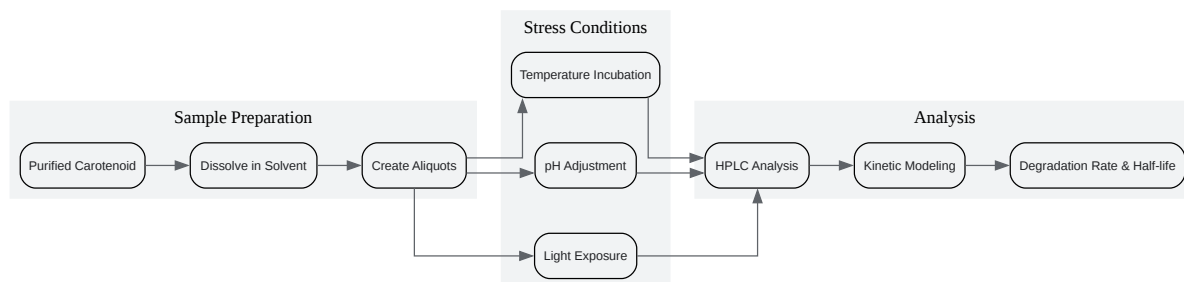 Sample Preparation
Purified Carotenoid
Dissolve in Solvent
Create Aliquots
Stress Conditions
Temperature Incubation
pH Adjustment
Light Exposure
Analysis
HPLC Analysis
Kinetic Modeling
Degradation Rate & Half-life